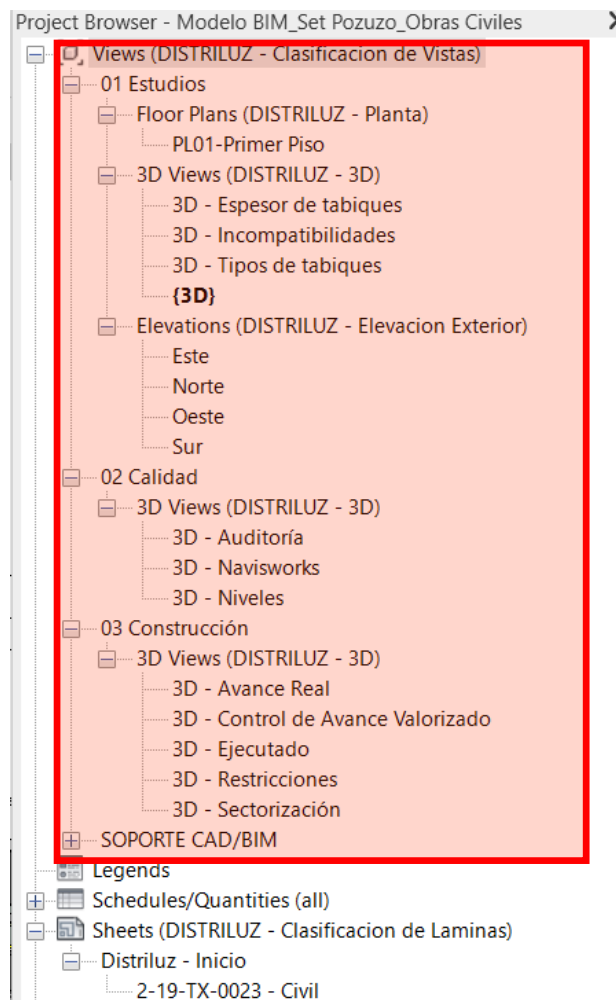 Project Browser - Modelo BIM_Set Pozuzo_Obras Civiles
Views (DISTRILUZ - Clasificacion de Vistas)
01 Estudios
Floor Plans (DISTRILUZ - Planta)
PL01-Primer Piso
3D Views (DISTRILUZ - 3D)
3D - Espesor de tabiques
3D - Incompatibilidades
3D - Tipos de tabiques
{3D}
Elevations (DISTRILUZ - Elevacion Exterior)
Este
Norte
Oeste
Sur
02 Calidad
3D Views (DISTRILUZ - 3D)
3D - Auditoría
3D - Navisworks
3D - Niveles
03 Construcción
3D Views (DISTRILUZ - 3D)
3D - Avance Real
3D - Control de Avance Valorizado
3D - Ejecutado
3D - Restricciones
3D - Sectorización
SOPORTE CAD/BIM
Legends
Schedules/Quantities (all)
Sheets (DISTRILUZ - Clasificacion de Laminas)
Distriluz - Inicio
2-19-TX-0023 - Civil